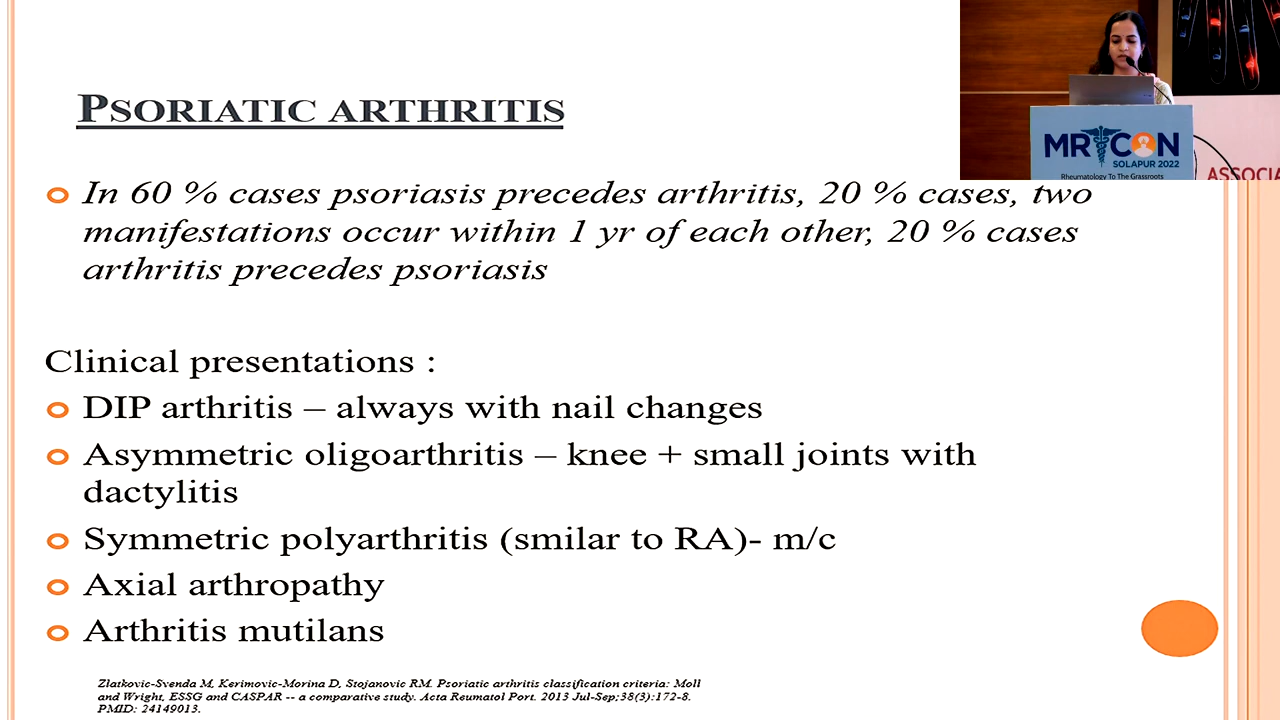 PSORIATIC ARTHRITIS
MRCON
SOLAPUR 2022
Rheumatology To The Grassroots
ASSOCIA
In 60 % cases psoriasis precedes arthritis, 20 % cases, two
manifestations occur within 1 yr of each other, 20 % cases
arthritis precedes psoriasis
Clinical presentations :
DIP arthritis – always with nail changes
Asymmetric oligoarthritis – knee + small joints with
dactylitis
Symmetric polyarthritis (smilar to RA)- m/c
Axial arthropathy
Arthritis mutilans
Zlatkovic-Svenda M, Kerimovic-Morina D, Stojanovic RM. Psoriatic arthritis classification criteria: Moll
and Wright, ESSG and CASPAR -- a comparative study. Acta Reumatol Port. 2013 Jul-Sep;38(3):172-8.
PMID: 24149013.